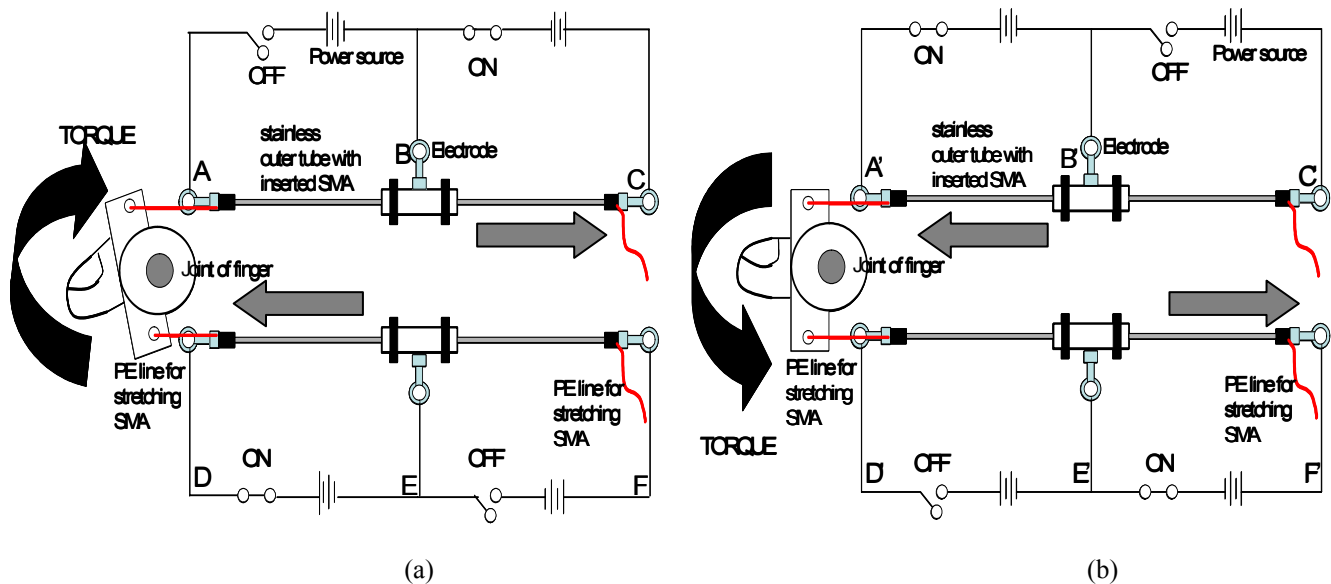 OFF
Power source
ON
TORQUE
stainless
outer tube with
inserted SMA
A
B
Electrode
C
Joint of finger
PE line for
stretching
SMA
PE line for
stretching
SMA
D
ON
E
OFF
F
(a)
ON
OFF
Power source
stainless
outer tube with
inserted SMA
A'
B'
Electrode
C'
Joint of finger
PE line for
stretching
SMA
PE line for
stretching
SMA
TORQUE
D'
OFF
E'
ON
F'
(b)